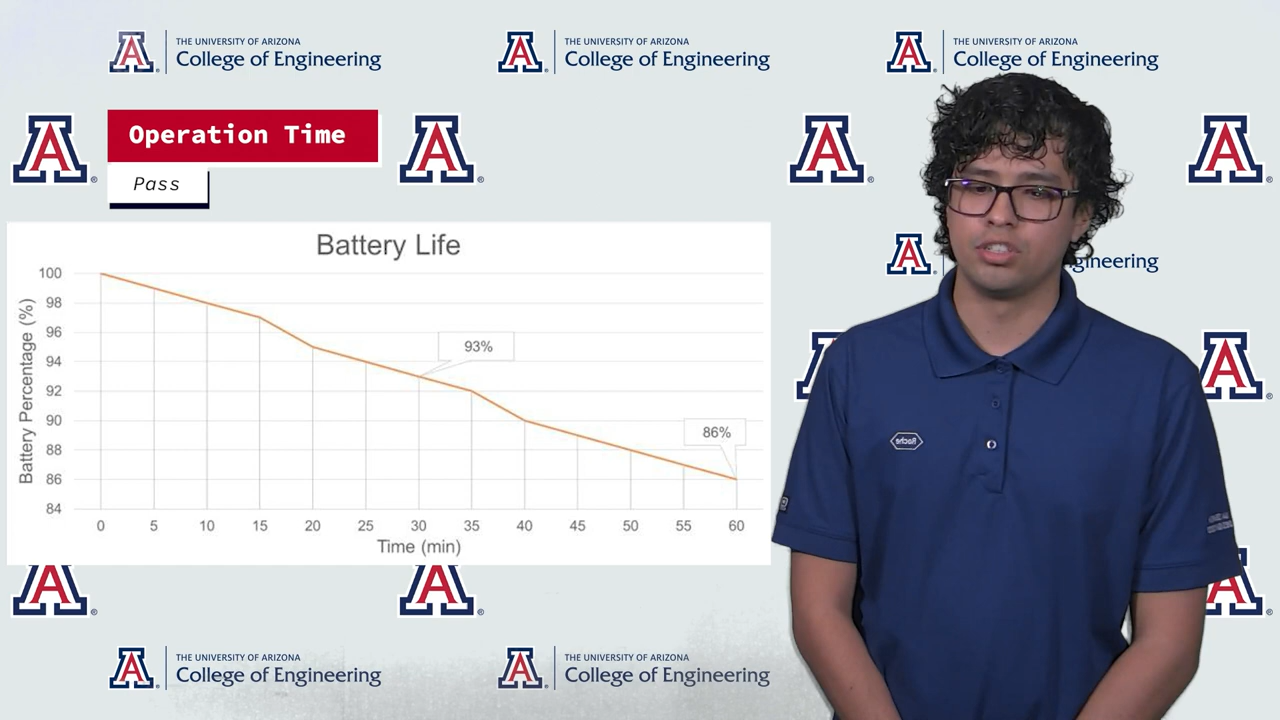 THE UNIVERSITY OF ARIZONA
College of Engineering
THE UNIVERSITY OF ARIZONA
College of Engineering
THE UNIVERSITY OF ARIZONA
College of Engineering
A
A
A
A
A
A
A
Operation Time
Pass
Battery Life
Battery Percentage (%)
100
98
96
94
92
90
88
86
84
93%
86%
0 5 10 15 20 25 30 35 40 45 50 55 60
Time (min)
A
gineering
Roche
A
A
A
A
A
A
THE UNIVERSITY OF ARIZONA
College of Engineering
A
THE UNIVERSITY OF ARIZONA
College of Engineering
A